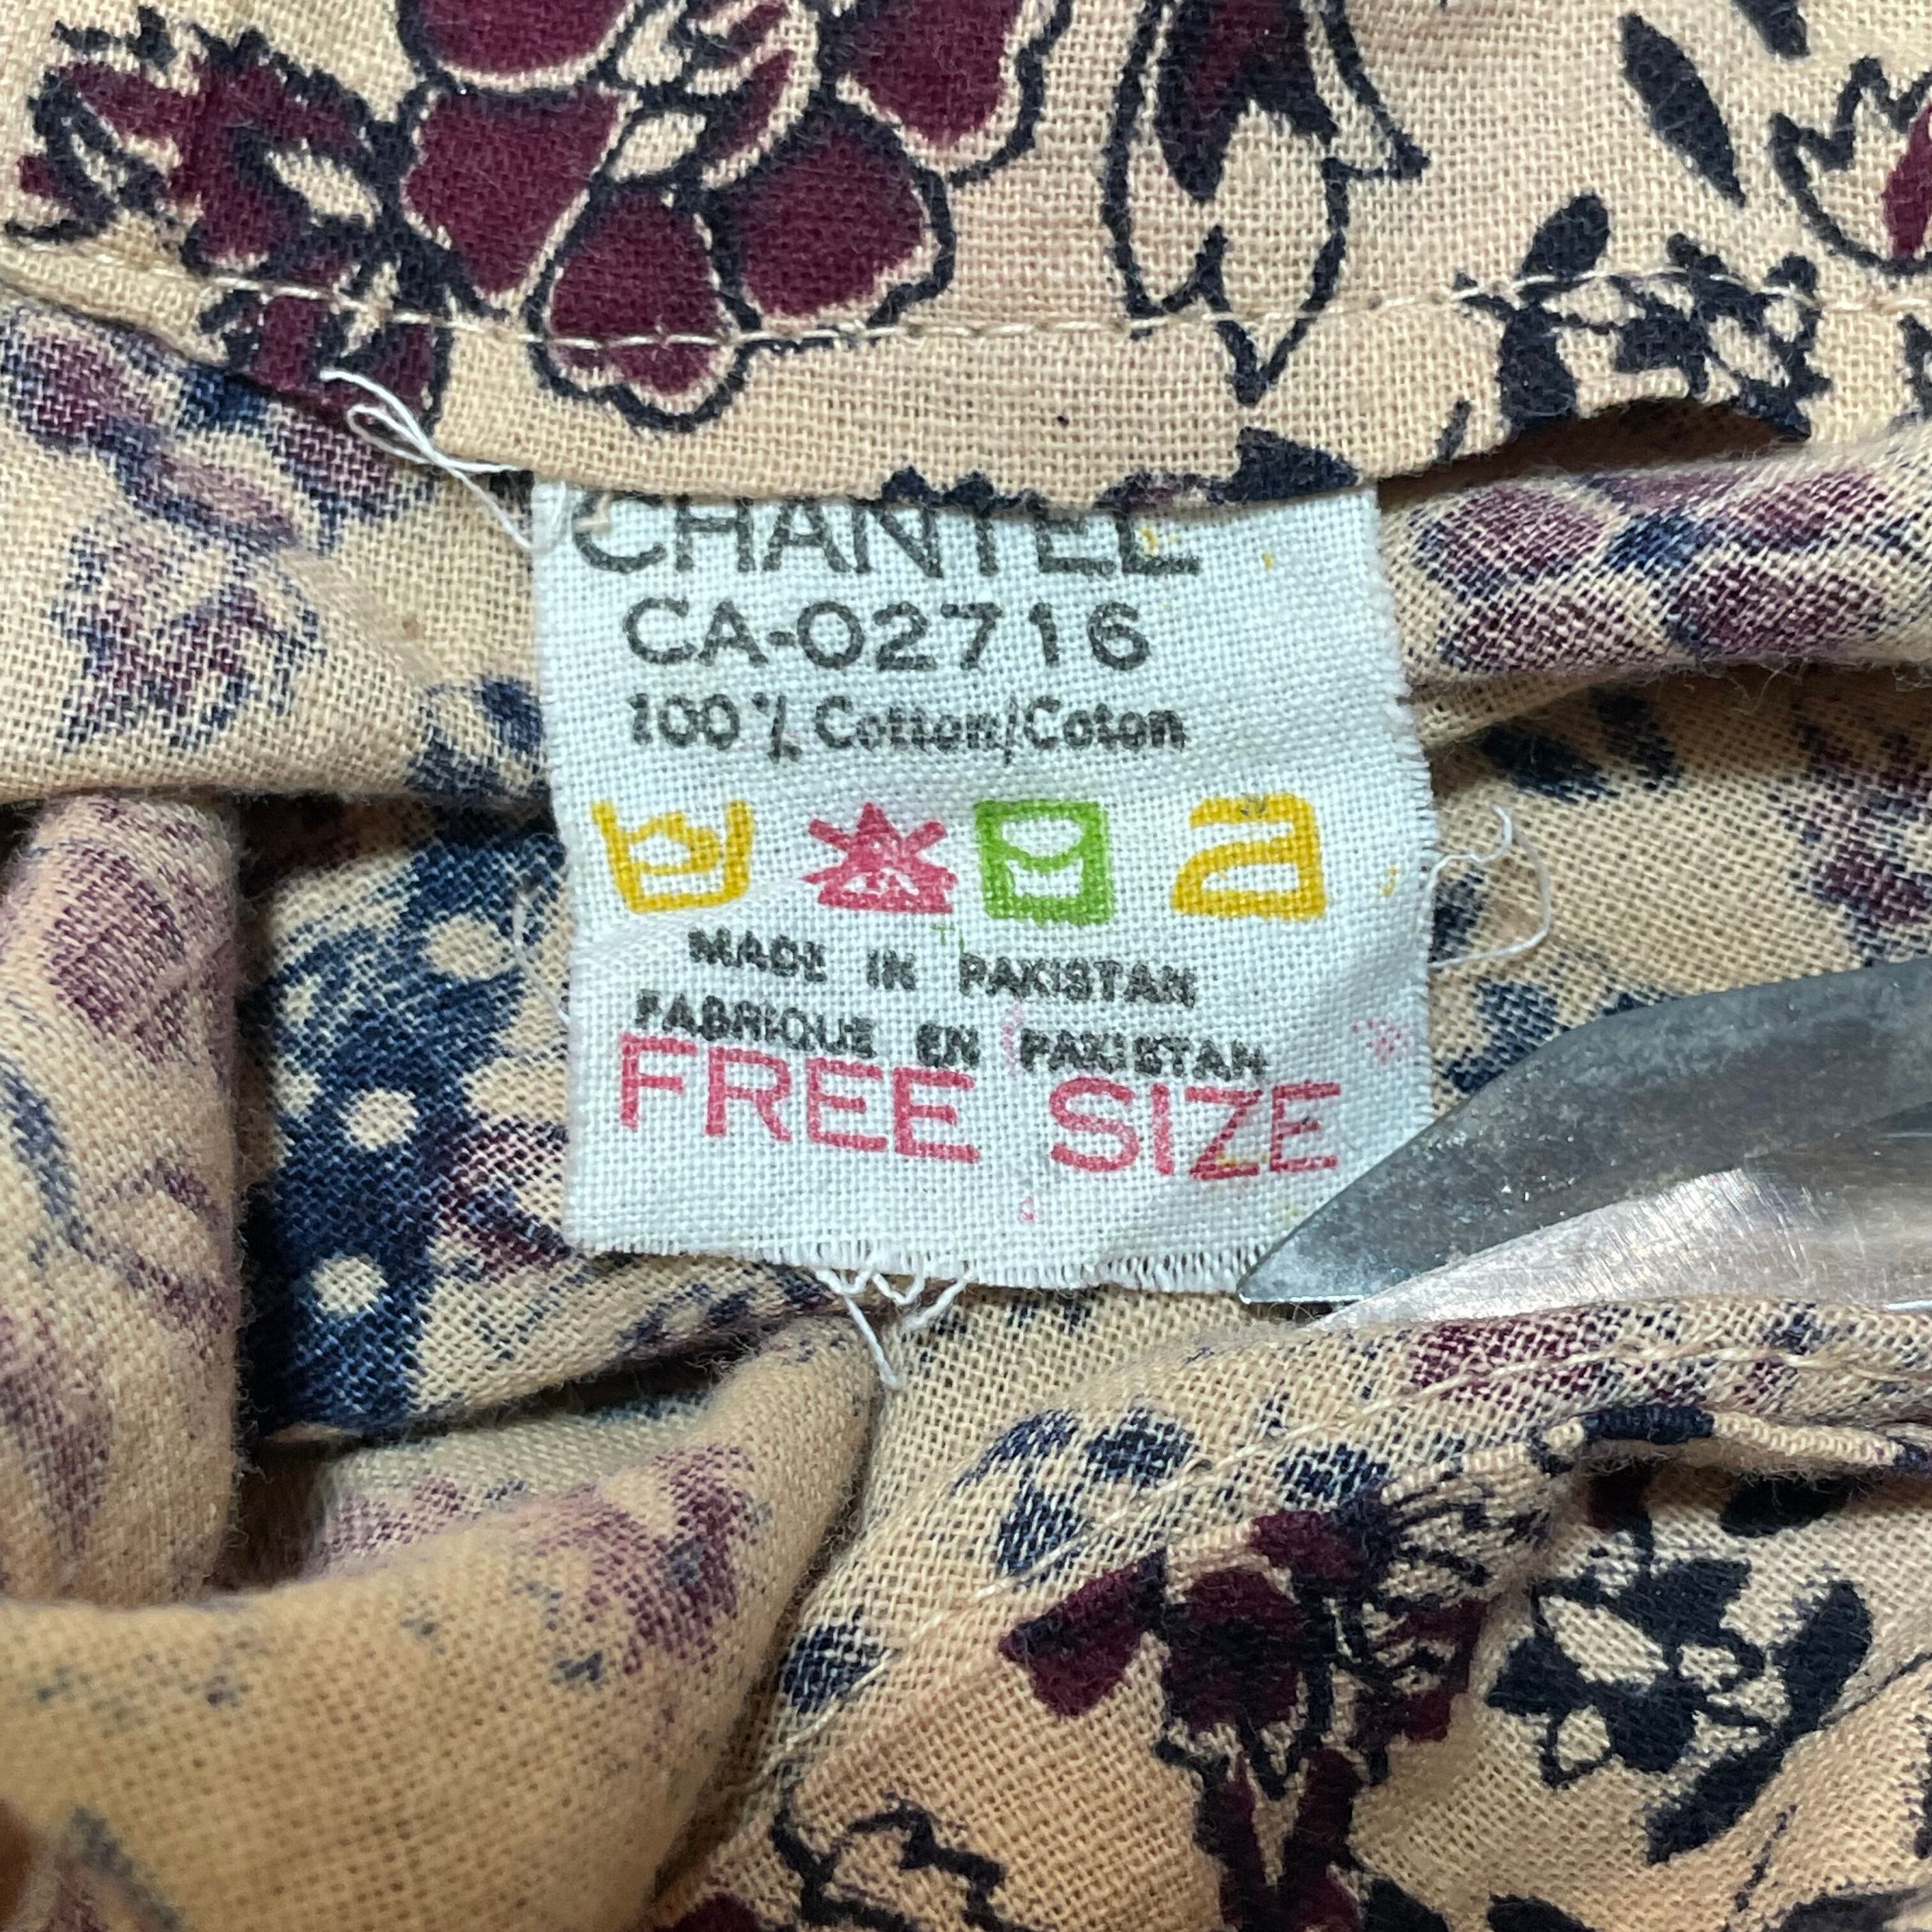 CHANTEL
CA-02716
100% Cotton/Coton
MADE IN PAKISTAN
FABRIQUE EN PAKISTAN
FREE SIZE